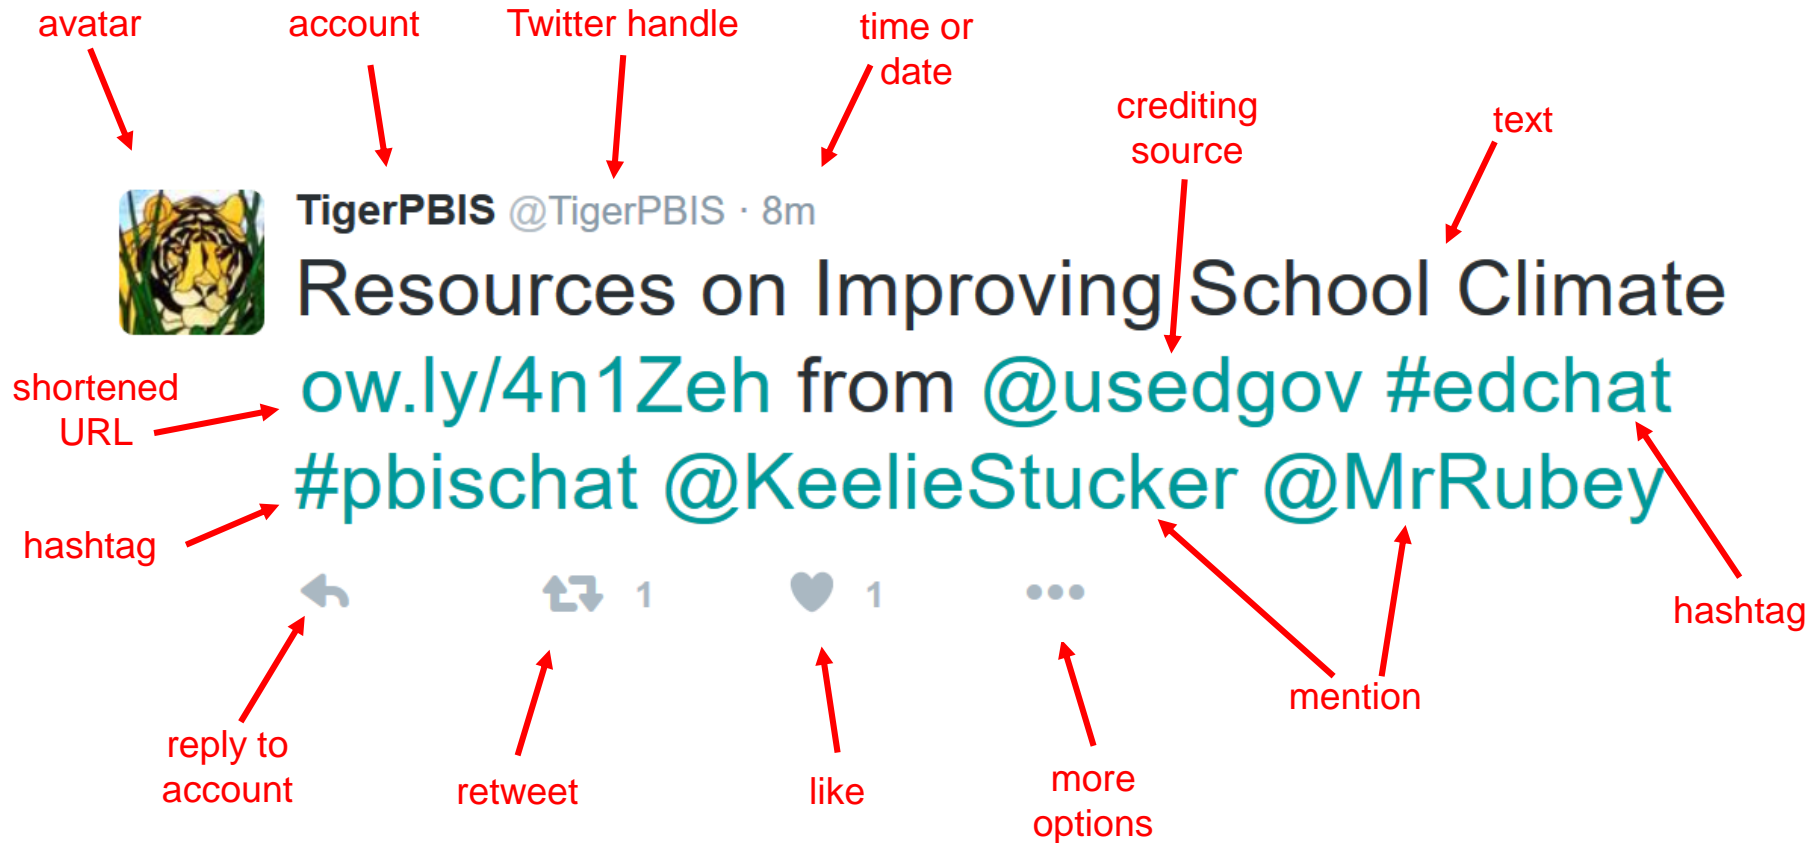 avatar
account
Twitter handle
time or
date
crediting
source
text
TigerPBIS @TigerPBIS · 8m
Resources on Improving School Climate
shortened
URL
ow.ly/4n1Zeh from @usedgov #edchat
#pbischat @KeelieStucker @MrRubey
hashtag
1 1
hashtag
mention
reply to
account
retweet
like
more
options